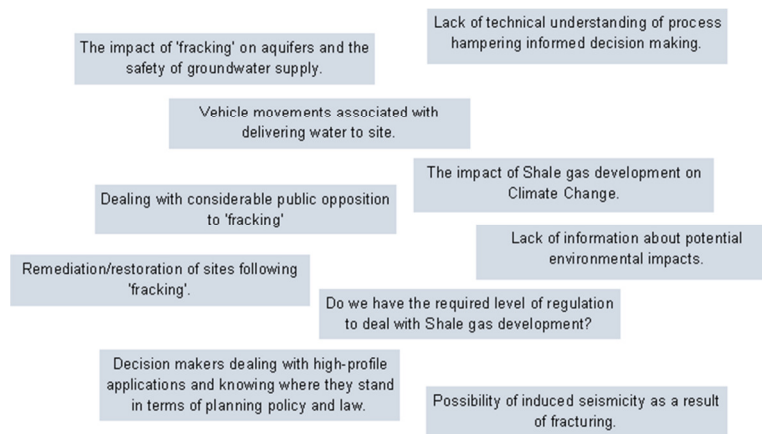 Lack of technical understanding of process
hampering informed decision making.
The impact of 'fracking' on aquifers and the
safety of groundwater supply.
Vehicle movements associated with
delivering water to site.
The impact of Shale gas development on
Climate Change.
Dealing with considerable public opposition
to 'fracking'
Lack of information about potential
environmental impacts.
Remediation/restoration of sites following
'fracking'.
Do we have the required level of regulation
to deal with Shale gas development?
Decision makers dealing with high-profile
applications and knowing where they stand
in terms of planning policy and law.
Possibility of induced seismicity as a result
of fracturing.